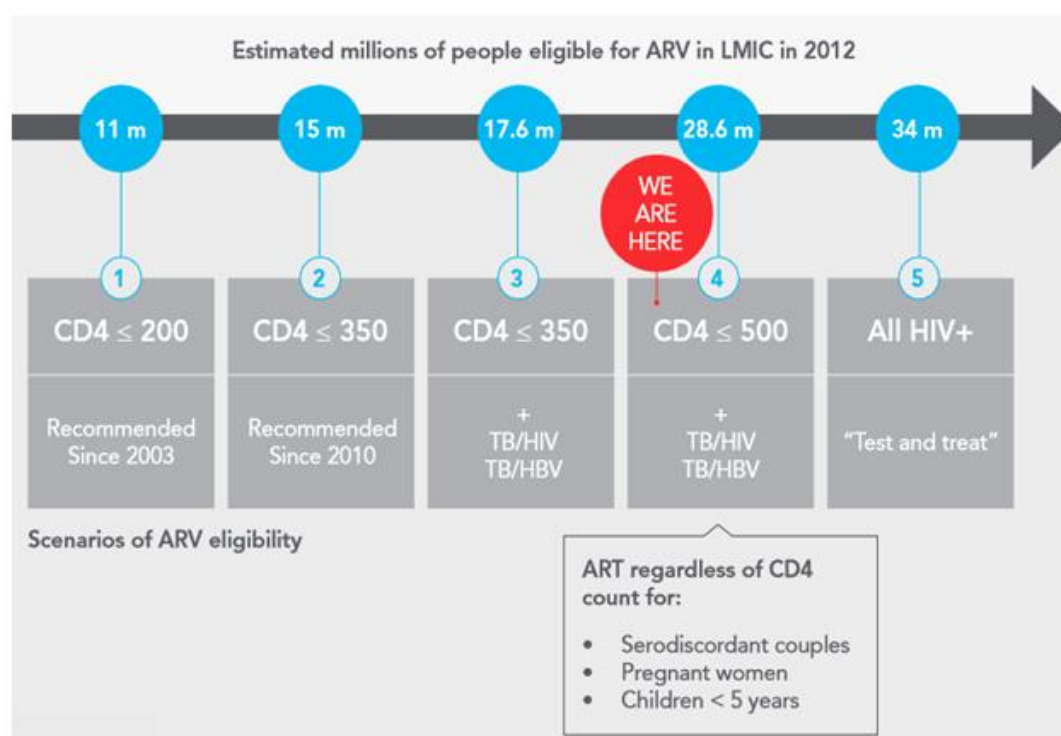 Estimated millions of people eligible for ARV in LMIC in 2012
11 m
15 m
17.6 m
28.6 m
34 m
WE
ARE
HERE
1
2
3
4
5
CD4 ≤ 200
CD4 ≤ 350
CD4 ≤ 350
CD4 ≤ 500
All HIV+
Recommended
Since 2003
Recommended
Since 2010
+
TB/HIV
TB/HBV
+
TB/HIV
TB/HBV
“Test and treat”
Scenarios of ARV eligibility
ART regardless of CD4
count for:
• Serodiscordant couples
• Pregnant women
• Children < 5 years